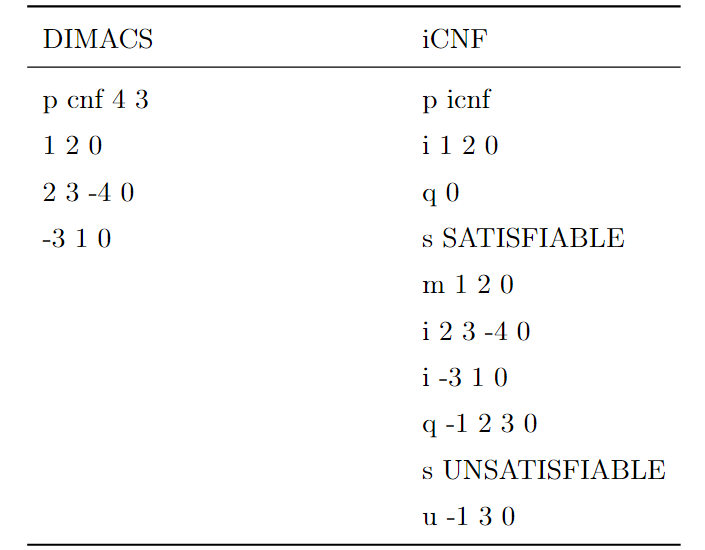 DIMACS iCNF
p cnf 4 3 p icnf
1 2 0 i 1 2 0
2 3 -4 0 q 0
-3 1 0 s SATISFIABLE
m 1 2 0
i 2 3 -4 0
i -3 1 0
q -1 2 3 0
s UNSATISFIABLE
u -1 3 0